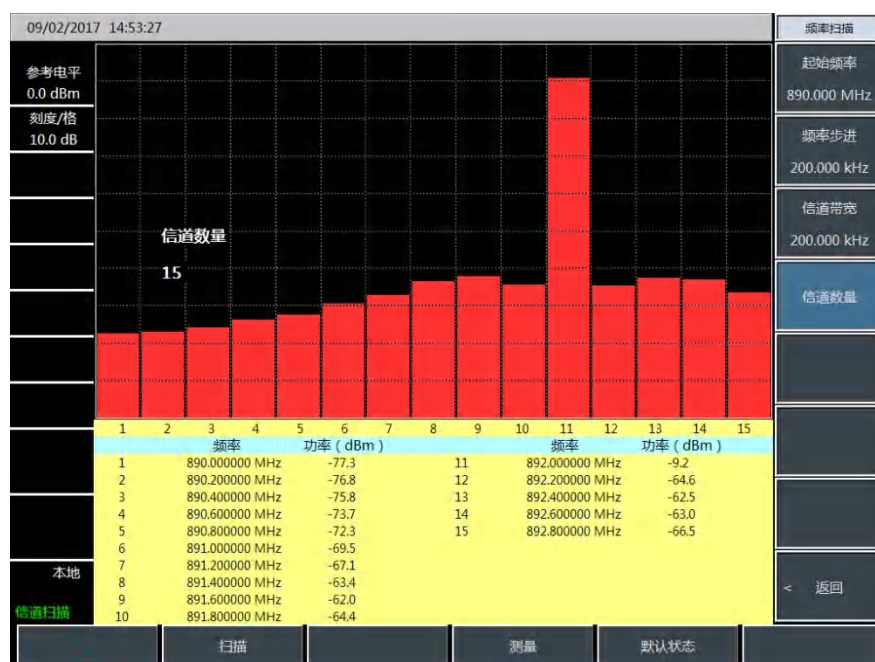 09/02/2017 14:53:27
频率扫描
参考电平
0.0 dBm
刻度/格
10.0 dB
信道数量
15
起始频率
890.000 MHz
频率步进
200.000 kHz
信道带宽
200.000 kHz
信道数量
1 2 3 4 5 6 7 8 9 10 11 12 13 14 15
频率 功率 ( dBm ) 频率 功率 ( dBm )
1 890.000000 MHz -77.3 11 892.000000 MHz -9.2
2 890.200000 MHz -76.8 12 892.200000 MHz -64.6
3 890.400000 MHz -75.8 13 892.400000 MHz -62.5
4 890.600000 MHz -73.7 14 892.600000 MHz -63.0
5 890.800000 MHz -72.3 15 892.800000 MHz -66.5
6 891.000000 MHz -69.5
7 891.200000 MHz -67.1
8 891.400000 MHz -63.4
9 891.600000 MHz -62.0
10 891.800000 MHz -64.4
本地
信道扫描
< 返回
扫描 测量 默认状态